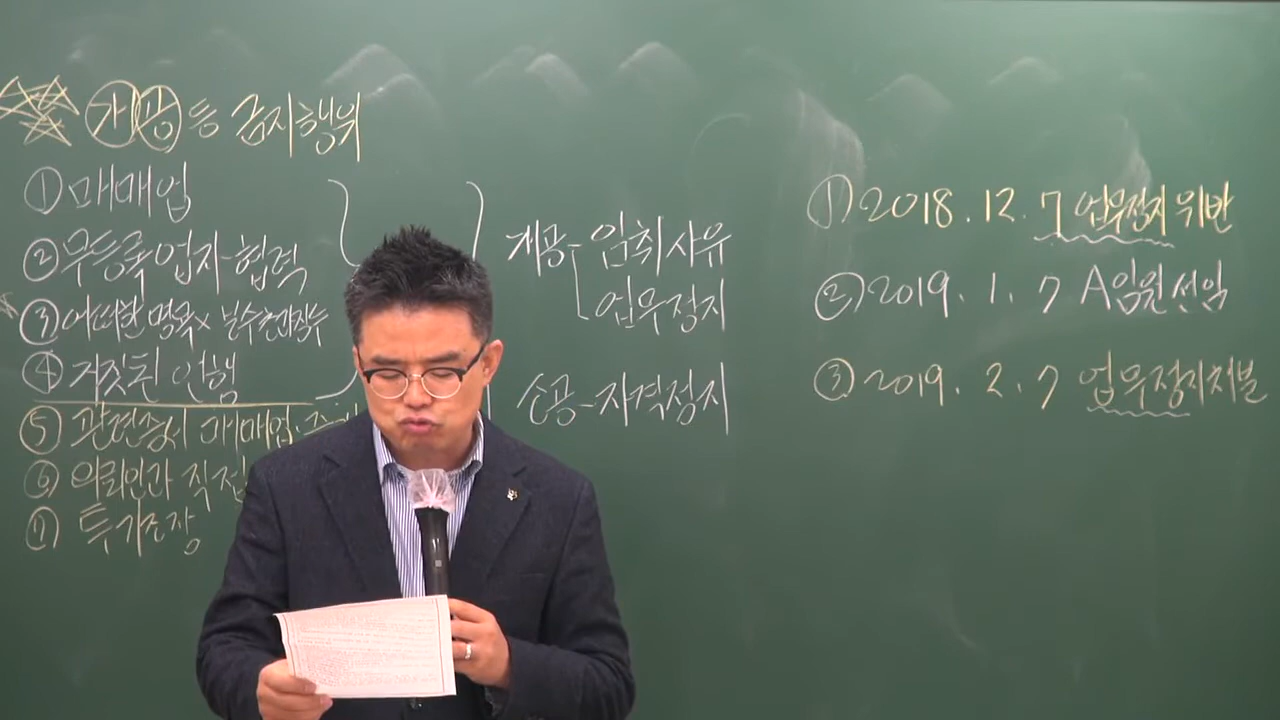 개공등 금지행위
① 매매업
② 무등록업자-협력
③ 어떠한 명목× 보수초과
④ 거짓된 언행
⑤ 관련증서 매매업
⑥ 의뢰인과 직접
⑦ 투기조장
개공-임취사유
업무정지
소공-자격정지
① 2018. 12. 7 업무정지위반
② 2019. 1. 7 A임원선임
③ 2019. 2. 7 업무정지처분